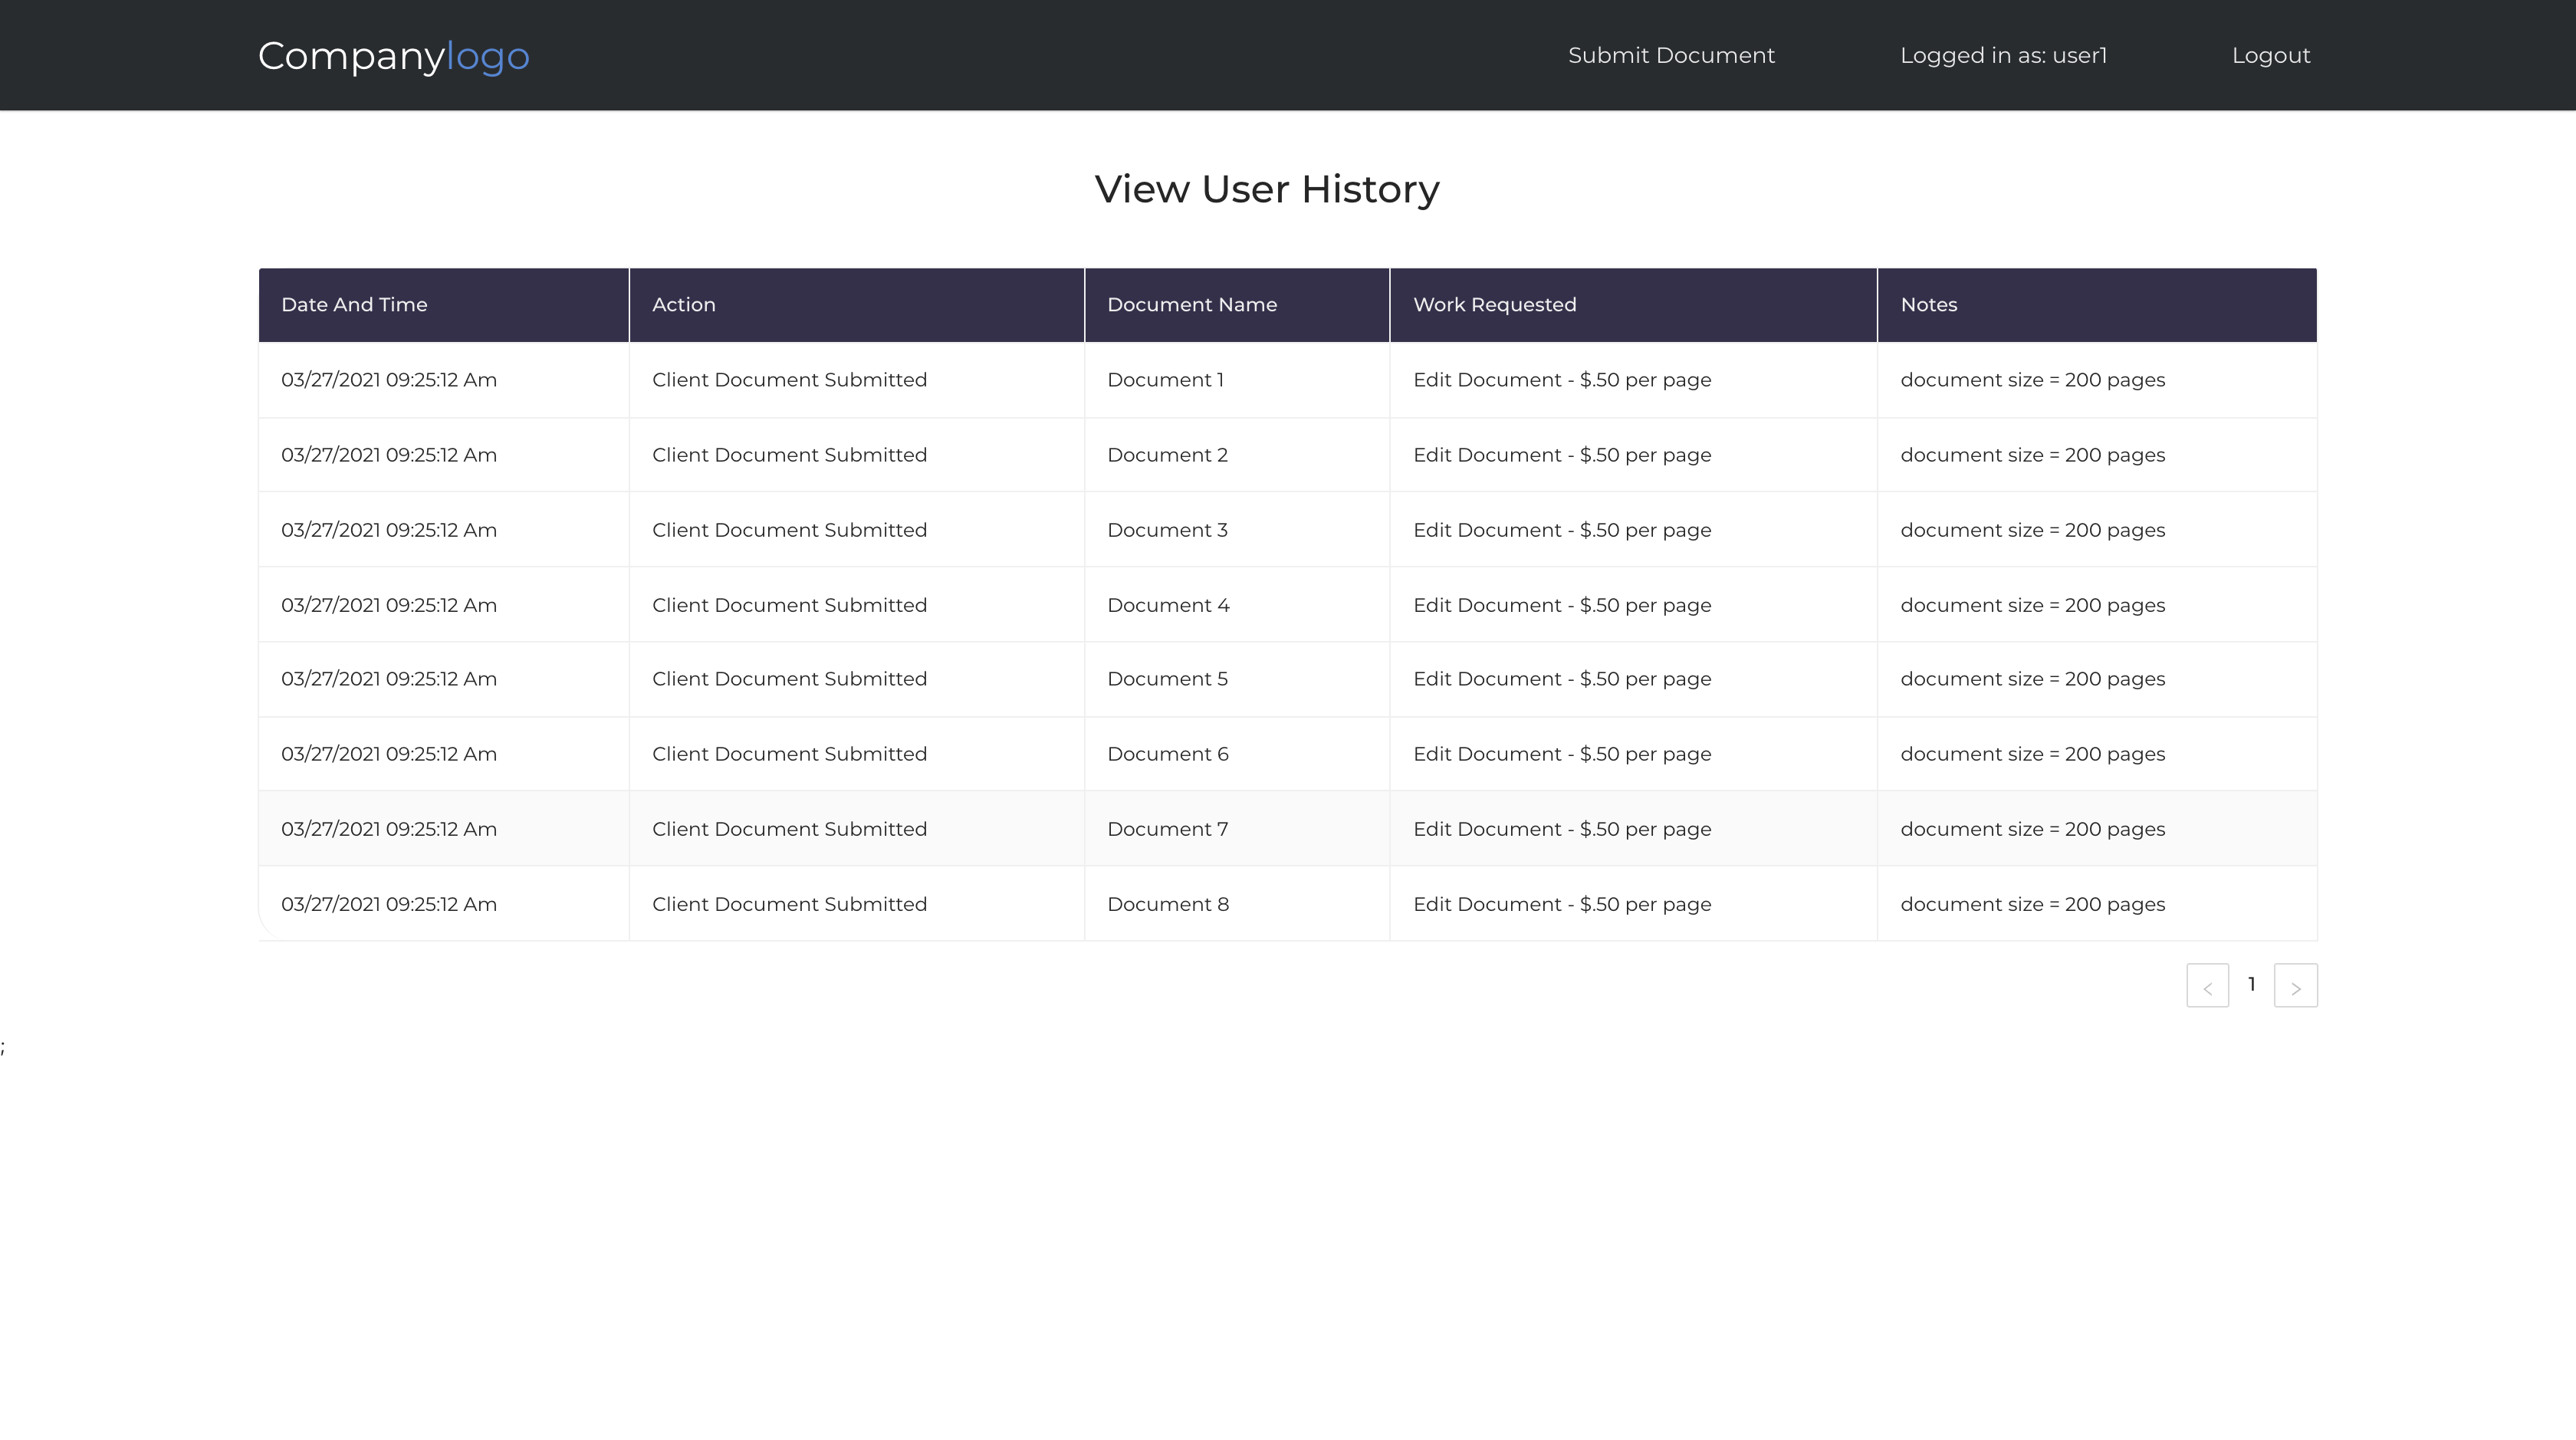 Companylogo Submit Document Logged in as: user1 Logout
View User History
Date And Time Action Document Name Work Requested Notes
03/27/2021 09:25:12 Am Client Document Submitted Document 1 Edit Document - $.50 per page document size = 200 pages
03/27/2021 09:25:12 Am Client Document Submitted Document 2 Edit Document - $.50 per page document size = 200 pages
03/27/2021 09:25:12 Am Client Document Submitted Document 3 Edit Document - $.50 per page document size = 200 pages
03/27/2021 09:25:12 Am Client Document Submitted Document 4 Edit Document - $.50 per page document size = 200 pages
03/27/2021 09:25:12 Am Client Document Submitted Document 5 Edit Document - $.50 per page document size = 200 pages
03/27/2021 09:25:12 Am Client Document Submitted Document 6 Edit Document - $.50 per page document size = 200 pages
03/27/2021 09:25:12 Am Client Document Submitted Document 7 Edit Document - $.50 per page document size = 200 pages
03/27/2021 09:25:12 Am Client Document Submitted Document 8 Edit Document - $.50 per page document size = 200 pages
< 1 >
;